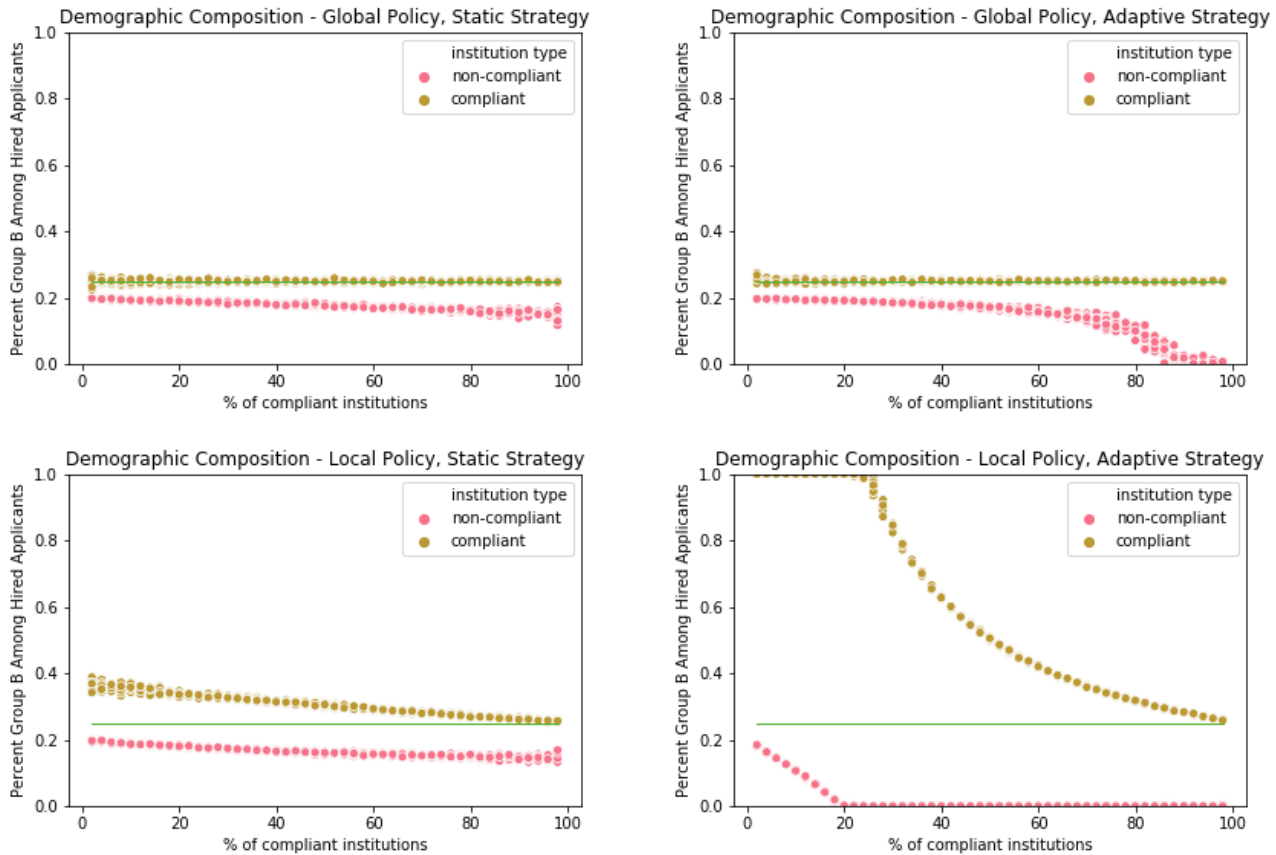 Demographic Composition - Global Policy, Static Strategy
Percent Group B Among Hired Applicants
1.0
0.8
0.6
0.4
0.2
0.0
institution type
non-compliant
compliant
0 20 40 60 80 100
% of compliant institutions
Demographic Composition - Global Policy, Adaptive Strategy
Percent Group B Among Hired Applicants
1.0
0.8
0.6
0.4
0.2
0.0
institution type
non-compliant
compliant
0 20 40 60 80 100
% of compliant institutions
Demographic Composition - Local Policy, Static Strategy
Percent Group B Among Hired Applicants
1.0
0.8
0.6
0.4
0.2
0.0
institution type
non-compliant
compliant
0 20 40 60 80 100
% of compliant institutions
Demographic Composition - Local Policy, Adaptive Strategy
Percent Group B Among Hired Applicants
1.0
0.8
0.6
0.4
0.2
0.0
institution type
non-compliant
compliant
0 20 40 60 80 100
% of compliant institutions